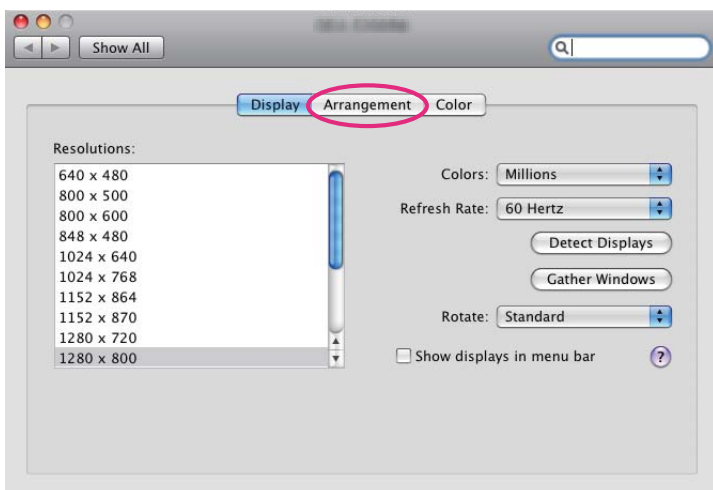 Show All
Display Arrangement Color
Resolutions:
640 x 480
800 x 500
800 x 600
848 x 480
1024 x 640
1024 x 768
1152 x 864
1152 x 870
1280 x 720
1280 x 800
Colors: Millions
Refresh Rate: 60 Hertz
Detect Displays
Gather Windows
Rotate: Standard
Show displays in menu bar ?